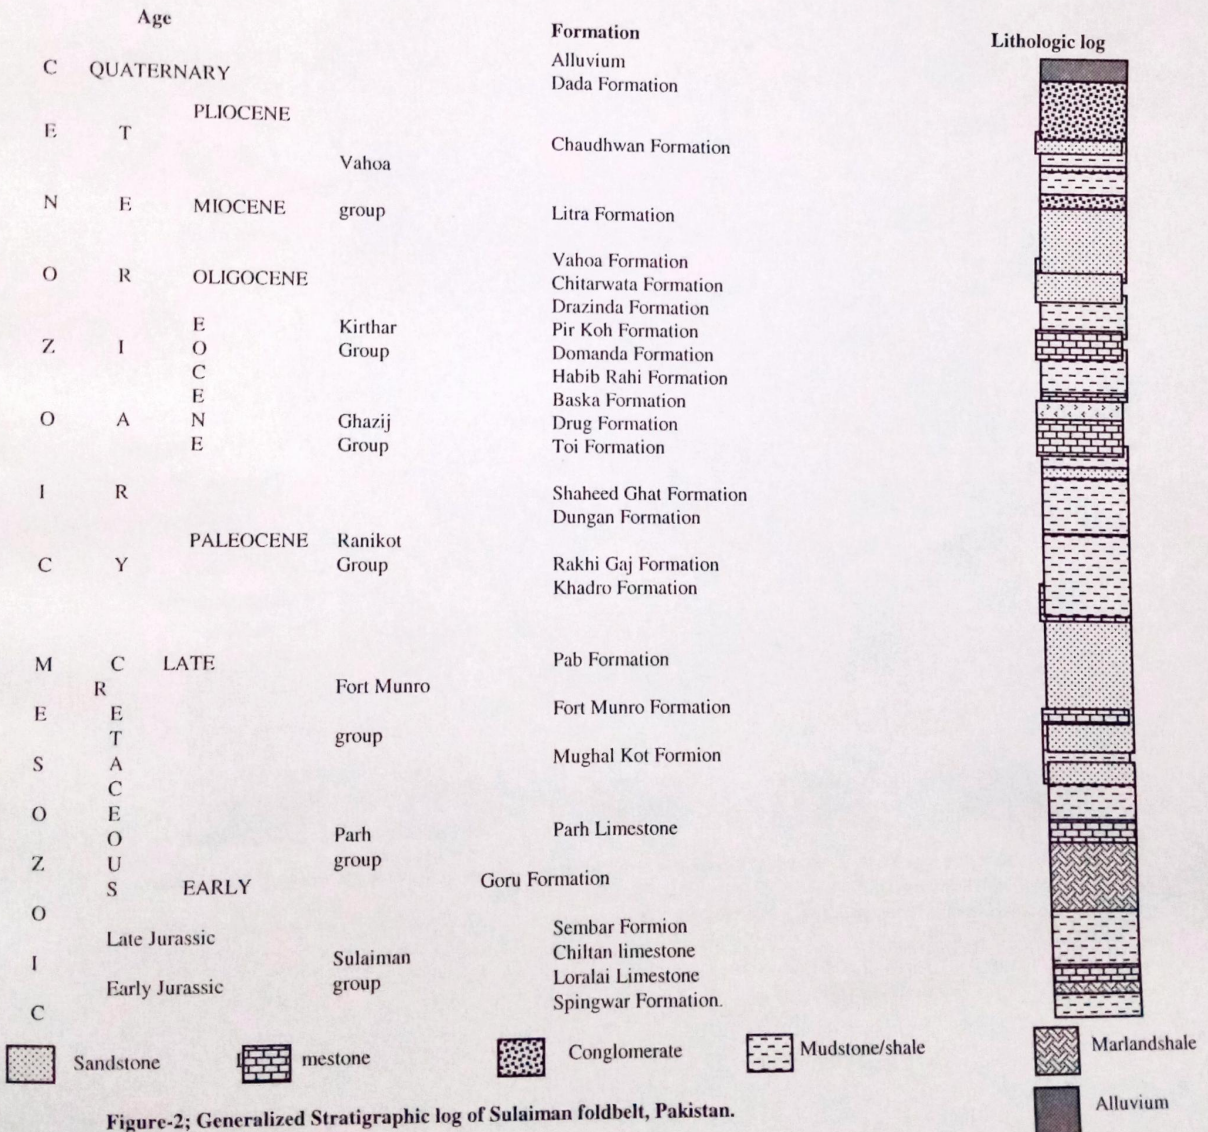 Age
Formation
Lithologic log
C QUATERNARY
Alluvium
Dada Formation
PLIOCENE
E T
Chaudhwan Formation
Vahoa
N E MIOCENE group
Litra Formation
Vahoa Formation
O R OLIGOCENE
Chitarwata Formation
Drazinda Formation
E Kirthar Pir Koh Formation
Z I O Group Domanda Formation
C Habib Rahi Formation
E Baska Formation
O A N Ghazij Drug Formation
E Group Toi Formation
I R Shaheed Ghat Formation
Dungan Formation
PALEOCENE Ranikot
C Y Group Rakhi Gaj Formation
Khadro Formation
M C LATE Pab Formation
R Fort Munro
E E Fort Munro Formation
T group
S A Mughal Kot Formion
C
O E
O Parh Parh Limestone
Z U group
S EARLY Goru Formation
O
Late Jurassic Sembar Formion
I Sulaiman Chiltan limestone
Early Jurassic group Loralai Limestone
C Spingwar Formation.
Sandstone L mestone Conglomerate Mudstone/shale Marlandshale
Alluvium
Figure-2; Generalized Stratigraphic log of Sulaiman foldbelt, Pakistan.